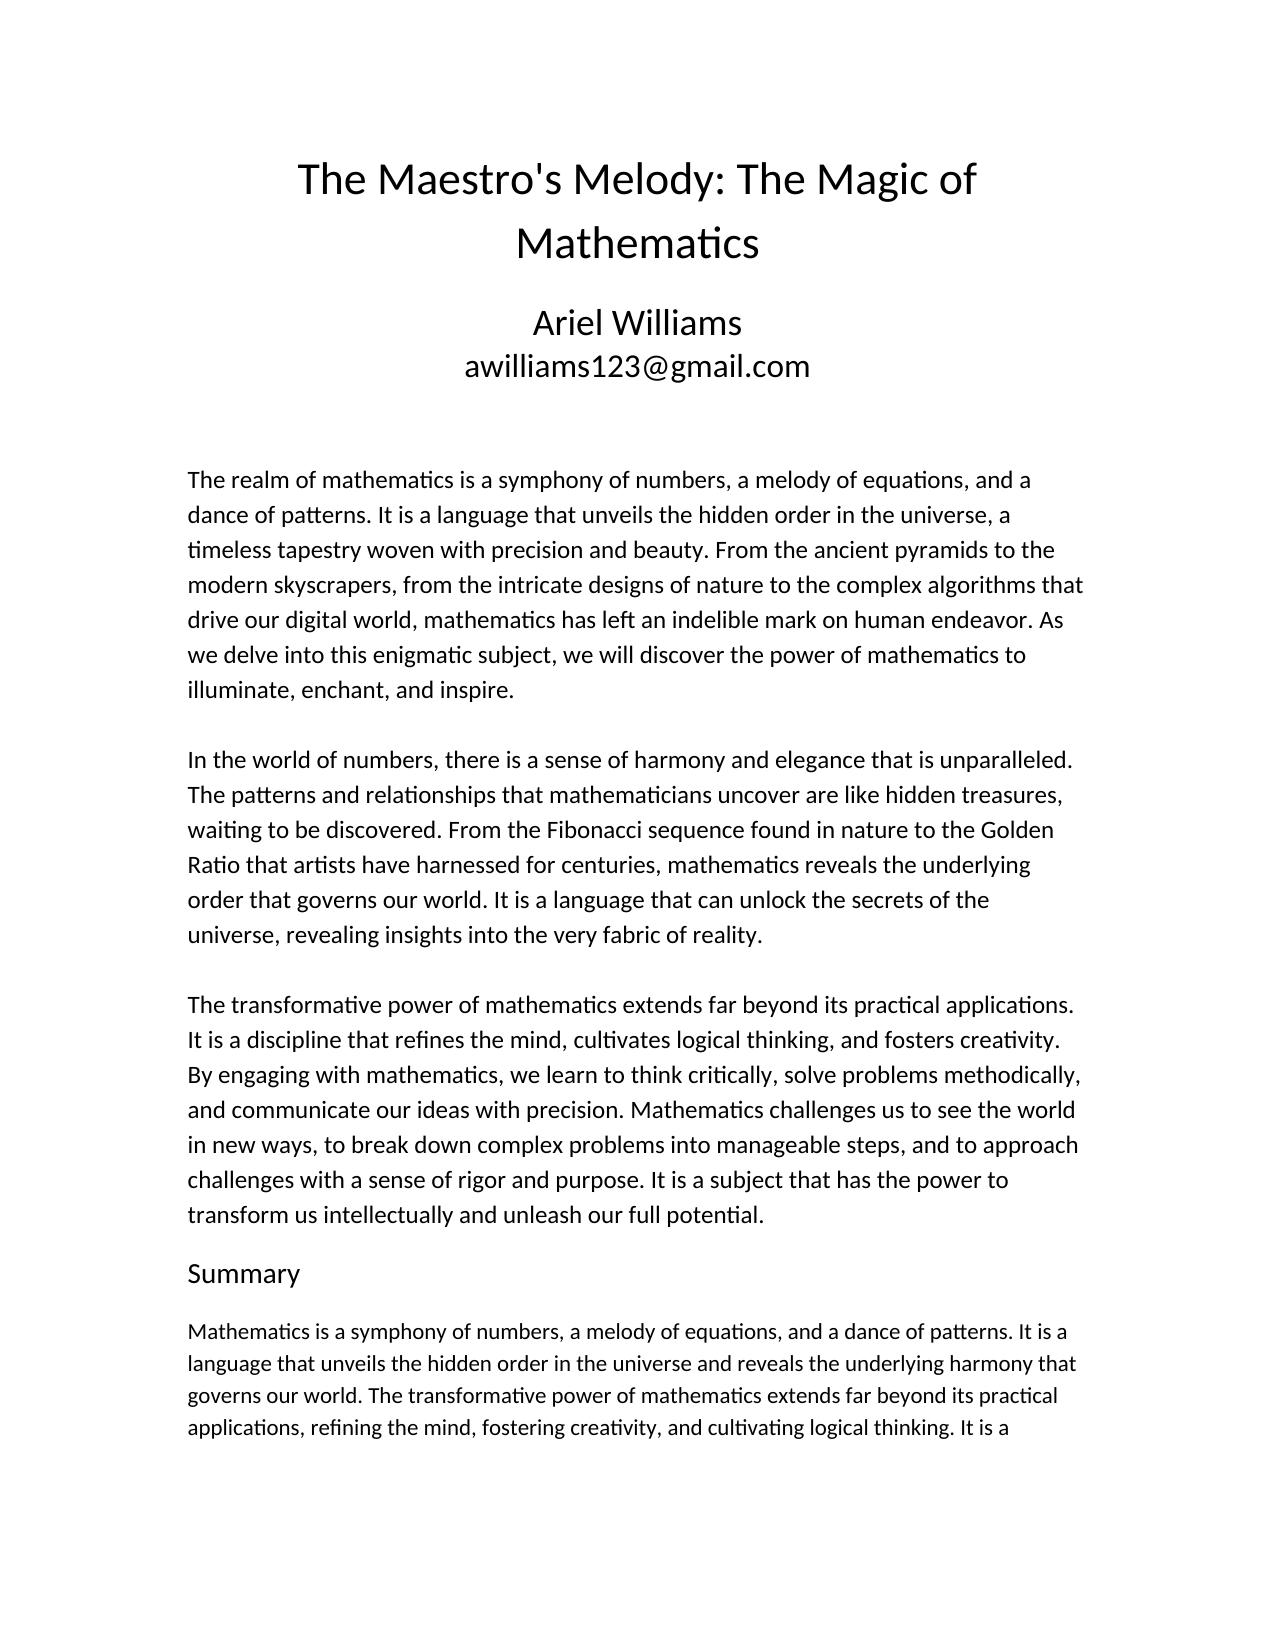 The Maestro's Melody: The Magic of
Mathematics
Ariel Williams
awilliams123@gmail.com
The realm of mathematics is a symphony of numbers, a melody of equations, and a
dance of patterns. It is a language that unveils the hidden order in the universe, a
timeless tapestry woven with precision and beauty. From the ancient pyramids to the
modern skyscrapers, from the intricate designs of nature to the complex algorithms that
drive our digital world, mathematics has left an indelible mark on human endeavor. As
we delve into this enigmatic subject, we will discover the power of mathematics to
illuminate, enchant, and inspire.
In the world of numbers, there is a sense of harmony and elegance that is unparalleled.
The patterns and relationships that mathematicians uncover are like hidden treasures,
waiting to be discovered. From the Fibonacci sequence found in nature to the Golden
Ratio that artists have harnessed for centuries, mathematics reveals the underlying
order that governs our world. It is a language that can unlock the secrets of the
universe, revealing insights into the very fabric of reality.
The transformative power of mathematics extends far beyond its practical applications.
It is a discipline that refines the mind, cultivates logical thinking, and fosters creativity.
By engaging with mathematics, we learn to think critically, solve problems methodically,
and communicate our ideas with precision. Mathematics challenges us to see the world
in new ways, to break down complex problems into manageable steps, and to approach
challenges with a sense of rigor and purpose. It is a subject that has the power to
transform us intellectually and unleash our full potential.
Summary
Mathematics is a symphony of numbers, a melody of equations, and a dance of patterns. It is a
language that unveils the hidden order in the universe and reveals the underlying harmony that
governs our world. The transformative power of mathematics extends far beyond its practical
applications, refining the mind, fostering creativity, and cultivating logical thinking. It is a